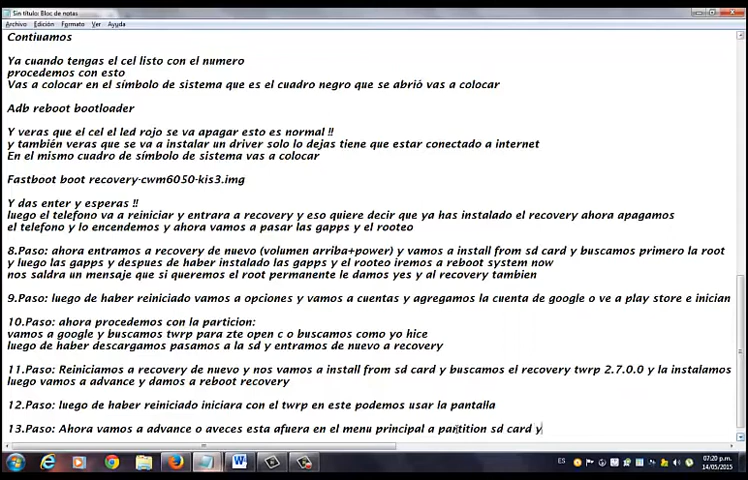 Sin título: Bloc de notas
Archivo Edición Formato Ver Ayuda
Contiuamos
Ya cuando tengas el cel listo con el numero
procedemos con esto
Vas a colocar en el símbolo de sistema que es el cuadro negro que se abrió vas a colocar
Adb reboot bootloader
Y veras que el cel el led rojo se va apagar esto es normal !!
y también veras que se va a instalar un driver solo lo dejas tiene que estar conectado a internet
En el mismo cuadro de símbolo de sistema vas a colocar
Fastboot boot recovery-cwm6050-kis3.img
Y das enter y esperas !!
luego el telefono va a reiniciar y entrara a recovery y eso quiere decir que ya has instalado el recovery ahora apagamos
el telefono y lo encendemos y ahora vamos a pasar las gapps y el rooteo
8.Paso: ahora entramos a recovery de nuevo (volumen arriba+power) y vamos a install from sd card y buscamos primero la root
y luego las gapps y despues de haber instalado las gapps y el rooteo iremos a reboot system now
nos saldra un mensaje que si queremos el root permanente le damos yes y al recovery tambien
9.Paso: luego de haber reiniciado vamos a opciones y vamos a cuentas y agregamos la cuenta de google o ve a play store e inician
10.Paso: ahora procedemos con la particion:
vamos a google y buscamos twrp para zte open c o buscamos como yo hice
luego de haber descargamos pasamos a la sd y entramos de nuevo a recovery
11.Paso: Reiniciamos a recovery de nuevo y nos vamos a install from sd card y buscamos el recovery twrp 2.7.0.0 y la instalamos
luego vamos a advance y damos a reboot recovery
12.Paso: luego de haber reiniciado iniciara con el twrp en este podemos usar la pantalla
13.Paso: Ahora vamos a advance o aveces esta afuera en el menu principal a partition sd card y
ES
07:20 p.m.
14/05/2015